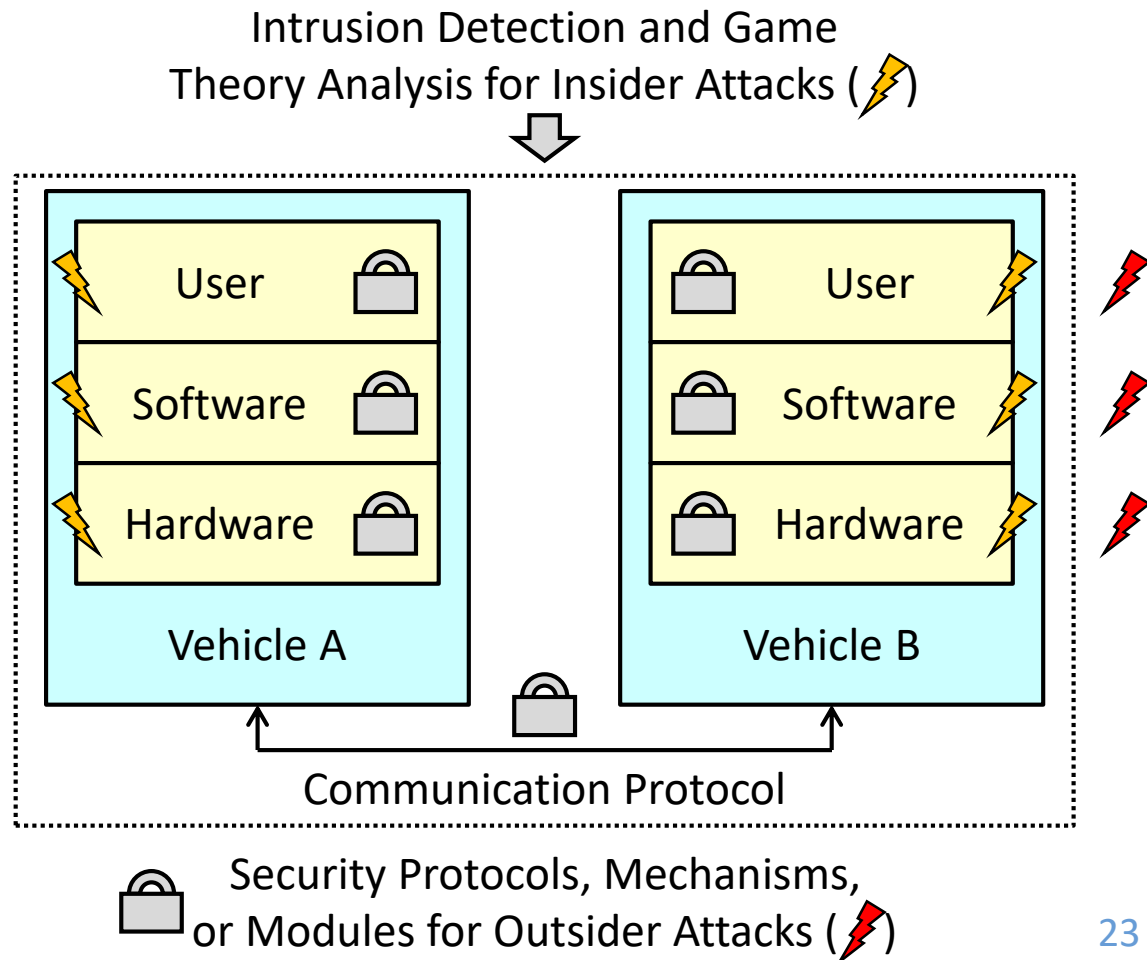 Intrusion Detection and Game
Theory Analysis for Insider Attacks ( )
User
Software
Hardware
Vehicle A
User
Software
Hardware
Vehicle B
Communication Protocol
Security Protocols, Mechanisms,
or Modules for Outsider Attacks ( )
23